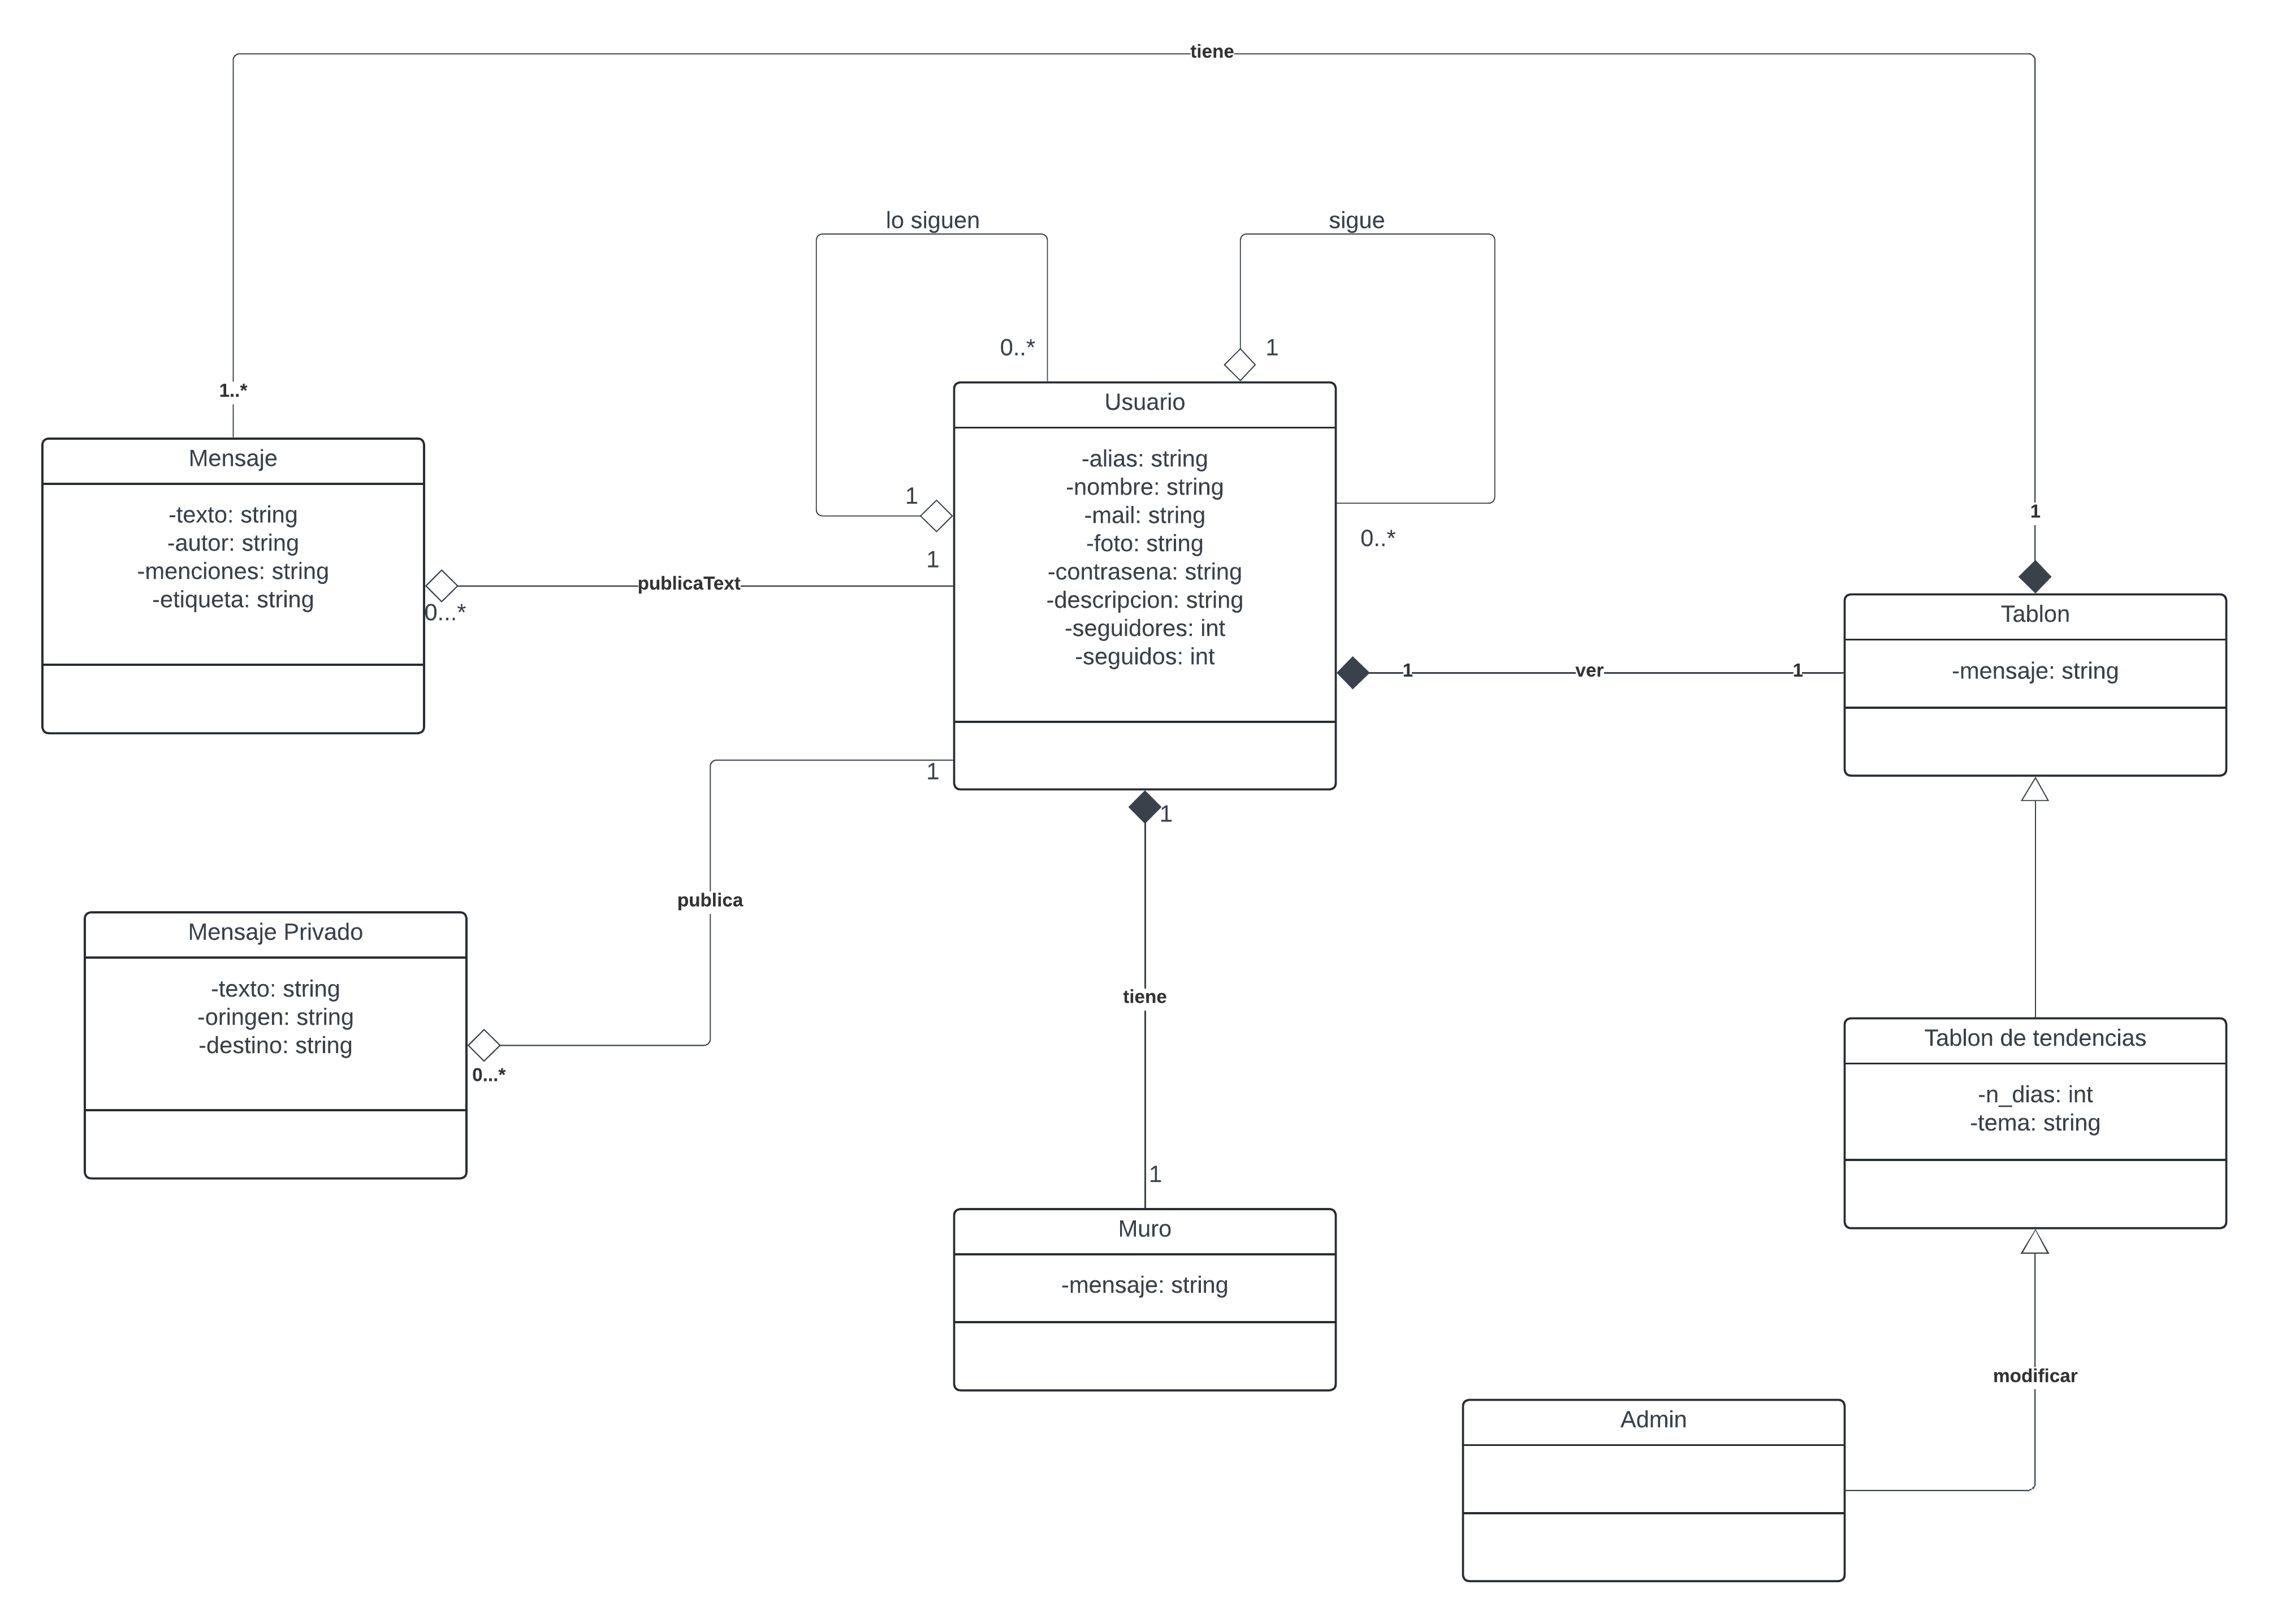 tiene
lo siguen
sigue
0..*
1
1..*
Usuario
-alias: string
-nombre: string
-mail: string
-foto: string
-contrasena: string
-descripcion: string
-seguidores: int
-seguidos: int
Mensaje
-texto: string
-autor: string
-menciones: string
-etiqueta: string
1
1
0..*
1
publicaText
0...*
1
ver
1
Tablon
-mensaje: string
1
1
publica
Mensaje Privado
-texto: string
-oringen: string
-destino: string
0...*
tiene
1
Muro
-mensaje: string
Tablon de tendencias
-n_dias: int
-tema: string
modificar
Admin